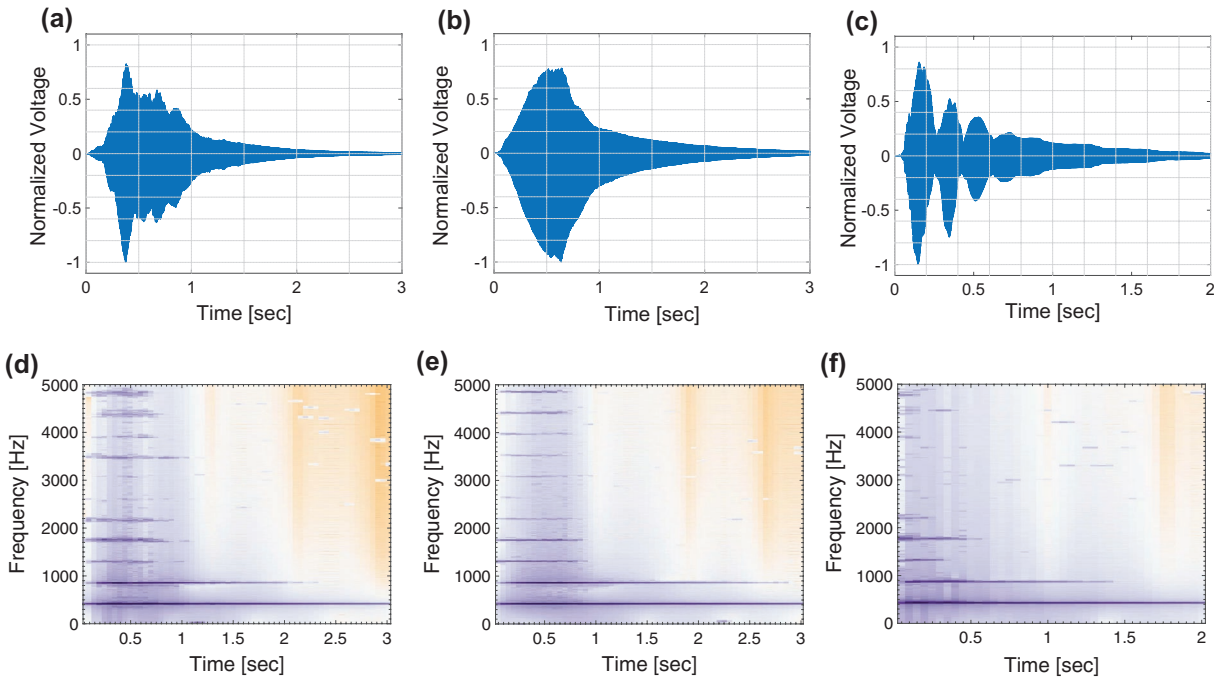 (a)
1
0.5
0
-0.5
-1
Normalized Voltage
0 1 2 3
Time [sec]
(b)
1
0.5
0
-0.5
-1
Normalized Voltage
0 1 2 3
Time [sec]
(c)
1
0.5
0
-0.5
-1
Normalized Voltage
0 0.5 1 1.5 2
Time [sec]
(d)
5000
4000
3000
2000
1000
0
Frequency [Hz]
0.5 1 1.5 2 2.5 3
Time [sec]
(e)
5000
4000
3000
2000
1000
0
Frequency [Hz]
0.5 1 1.5 2 2.5 3
Time [sec]
(f)
5000
4000
3000
2000
1000
0
Frequency [Hz]
0.5 1 1.5 2
Time [sec]